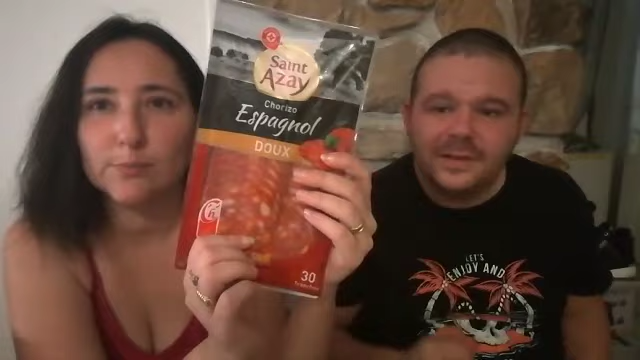 Saint
Azay
Chorizo
Espagnol
DOUX
30
LET'S
ENJOY AND